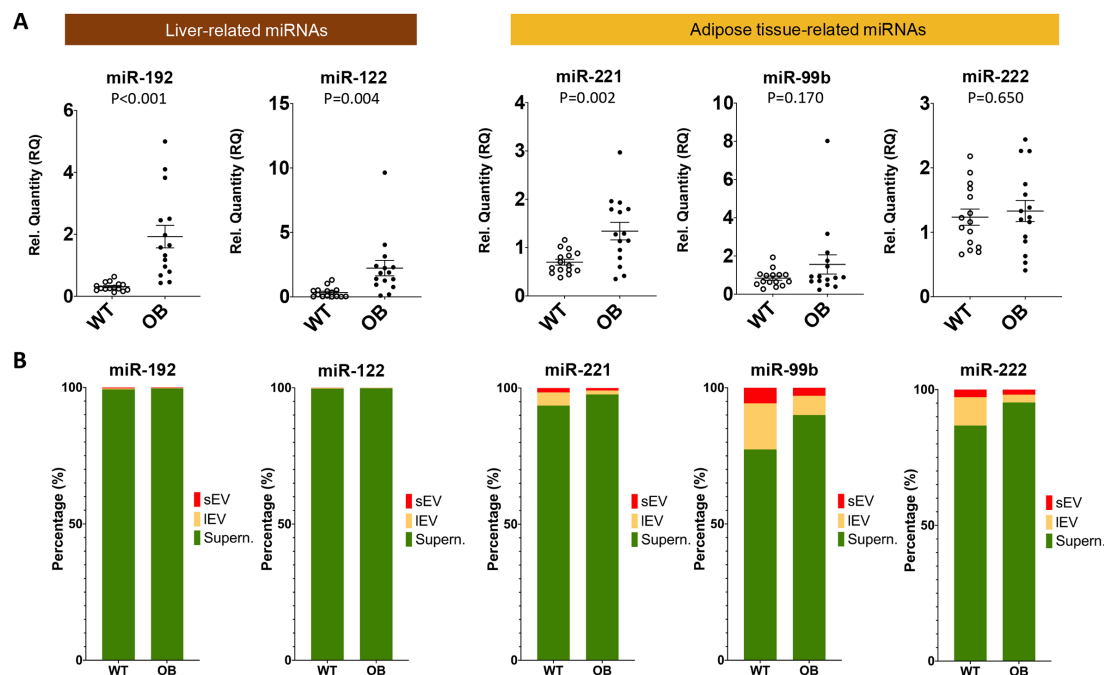 A
Liver-related miRNAs
Adipose tissue-related miRNAs
miR-192
P<0.001
Rel. Quantity (RQ)
6
4
2
0
WT
OB
miR-122
P=0.004
Rel. Quantity (RQ)
15
10
5
0
WT
OB
miR-221
P=0.002
Rel. Quantity (RQ)
4
3
2
1
0
WT
OB
miR-99b
P=0.170
Rel. Quantity (RQ)
10
8
6
4
2
0
WT
OB
miR-222
P=0.650
Rel. Quantity (RQ)
3
2
1
0
WT
OB
B
miR-192
Percentage (%)
100
50
0
WT
OB
sEV
lEV
Supern.
miR-122
Percentage (%)
100
50
0
WT
OB
sEV
lEV
Supern.
miR-221
Percentage (%)
100
50
0
WT
OB
sEV
lEV
Supern.
miR-99b
Percentage (%)
100
50
0
WT
OB
sEV
lEV
Supern.
miR-222
Percentage (%)
100
50
0
WT
OB
sEV
lEV
Supern.